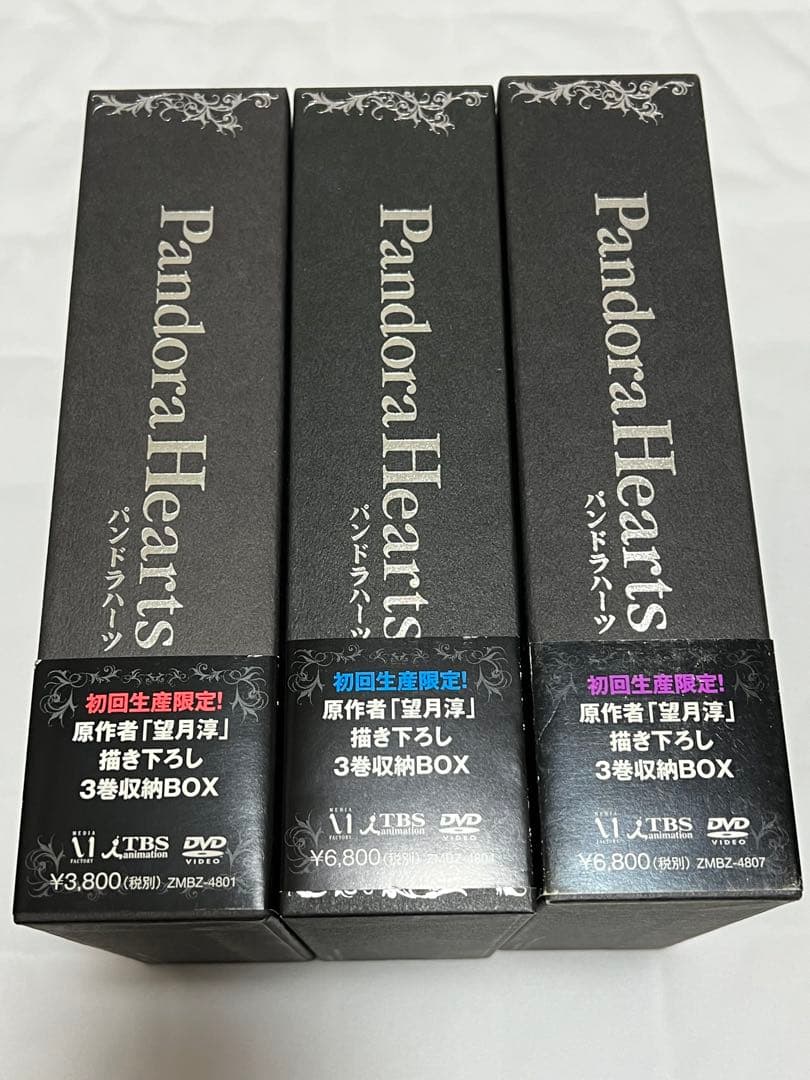 Pandora Hearts
パンドラハーツ
初回生産限定!
原作者「望月淳」
描き下ろし
3巻収納BOX
MEDIA FACTORY
TBS animation
DVD VIDEO
¥3,800(税別) ZMBZ-4801
Pandora Hearts
パンドラハーツ
初回生産限定!
原作者「望月淳」
描き下ろし
3巻収納BOX
MEDIA FACTORY
TBS animation
DVD VIDEO
¥6,800(税別)
Pandora Hearts
パンドラハーツ
初回生産限定!
原作者「望月淳」
描き下ろし
3巻収納BOX
MEDIA FACTORY
TBS animation
DVD VIDEO
¥6,800(税別) ZMBZ-4807